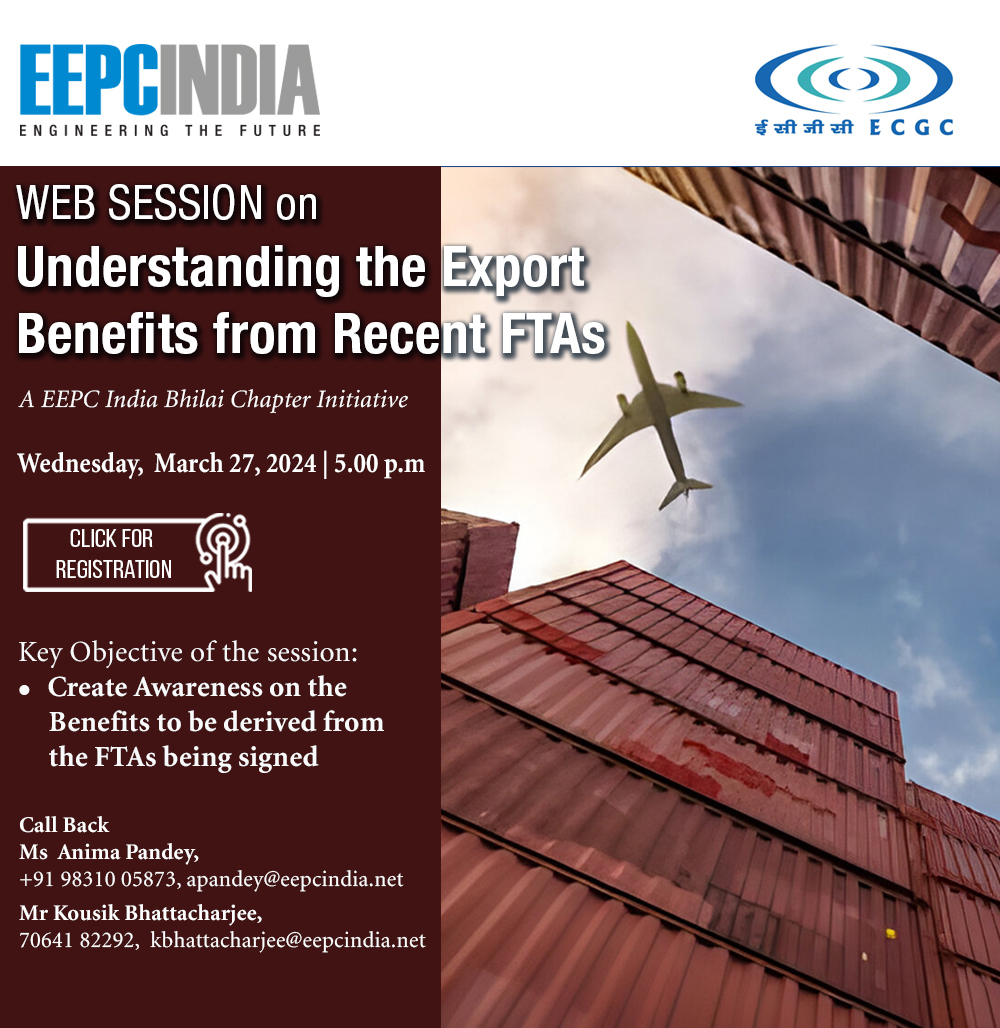 EEPCINDIA
ENGINEERING THE FUTURE
ई सी जी सी ECGC
WEB SESSION on
Understanding the Export
Benefits from Recent FTAs
A EEPC India Bhilai Chapter Initiative
Wednesday, March 27, 2024 | 5.00 p.m
CLICK FOR
REGISTRATION
Key Objective of the session:
• Create Awareness on the
Benefits to be derived from
the FTAs being signed
Call Back
Ms Anima Pandey,
+91 98310 05873, apandey@eepcindia.net
Mr Kousik Bhattacharjee,
70641 82292, kbhattacharjee@eepcindia.net